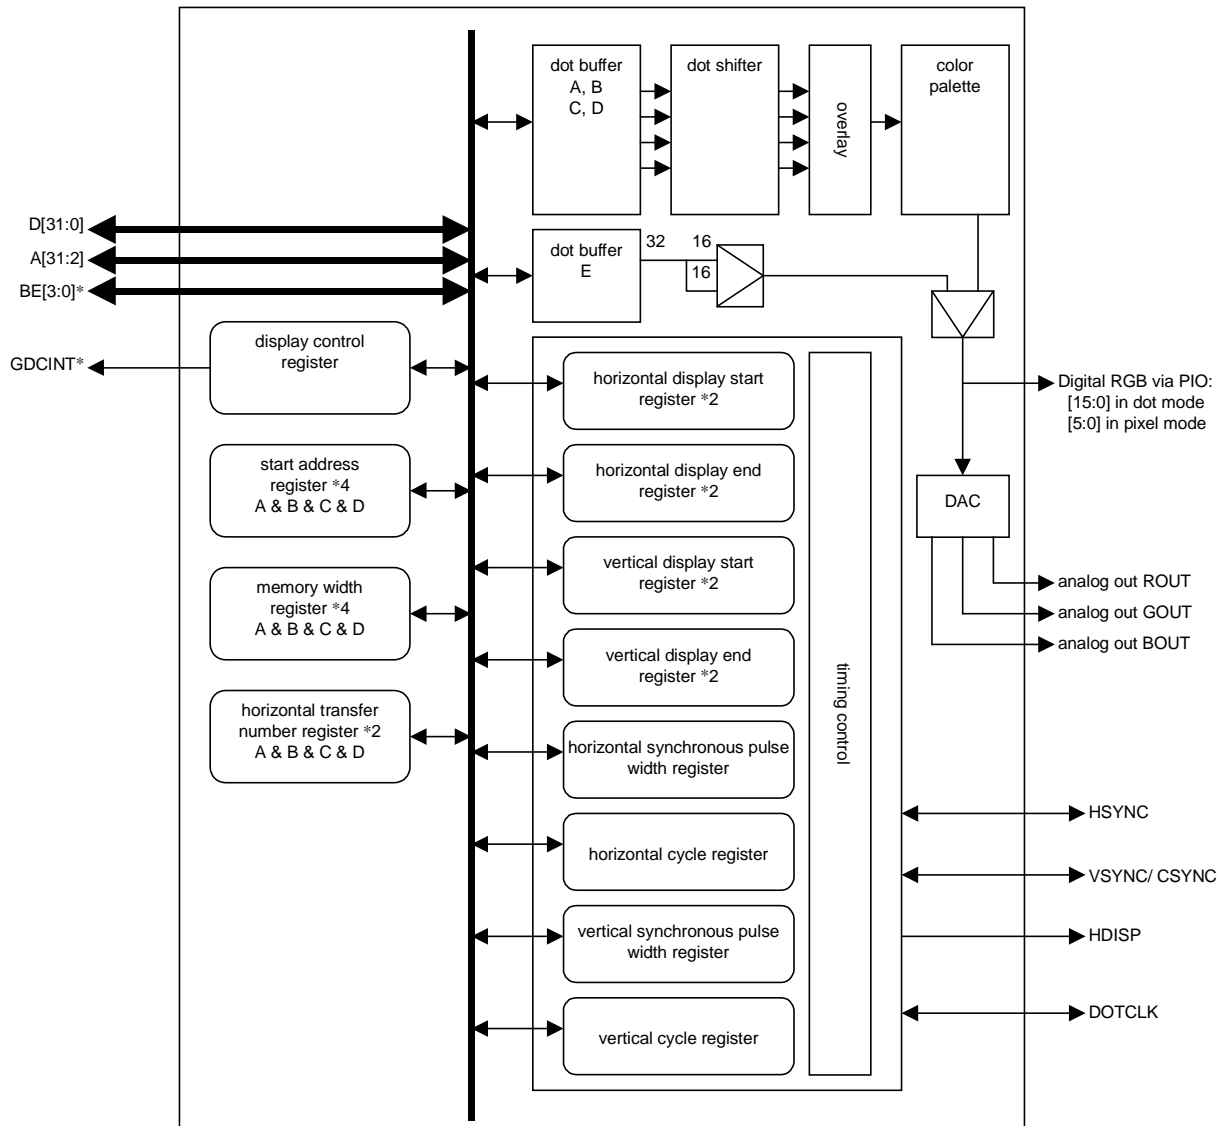 dot buffer
A, B
C, D
dot shifter
overlay
color
palette
D[31:0]
A[31:2]
BE[3:0]*
dot buffer
E
32
16
16
GDCINT*
display control
register
horizontal display start
register *2
Digital RGB via PIO:
[15:0] in dot mode
[5:0] in pixel mode
start address
register *4
A & B & C & D
horizontal display end
register *2
DAC
memory width
register *4
A & B & C & D
vertical display start
register *2
analog out ROUT
analog out GOUT
analog out BOUT
vertical display end
register *2
timing control
horizontal transfer
number register *2
A & B & C & D
horizontal synchronous pulse
width register
HSYNC
horizontal cycle register
VSYNC/ CSYNC
vertical synchronous pulse
width register
HDISP
DOTCLK
vertical cycle register